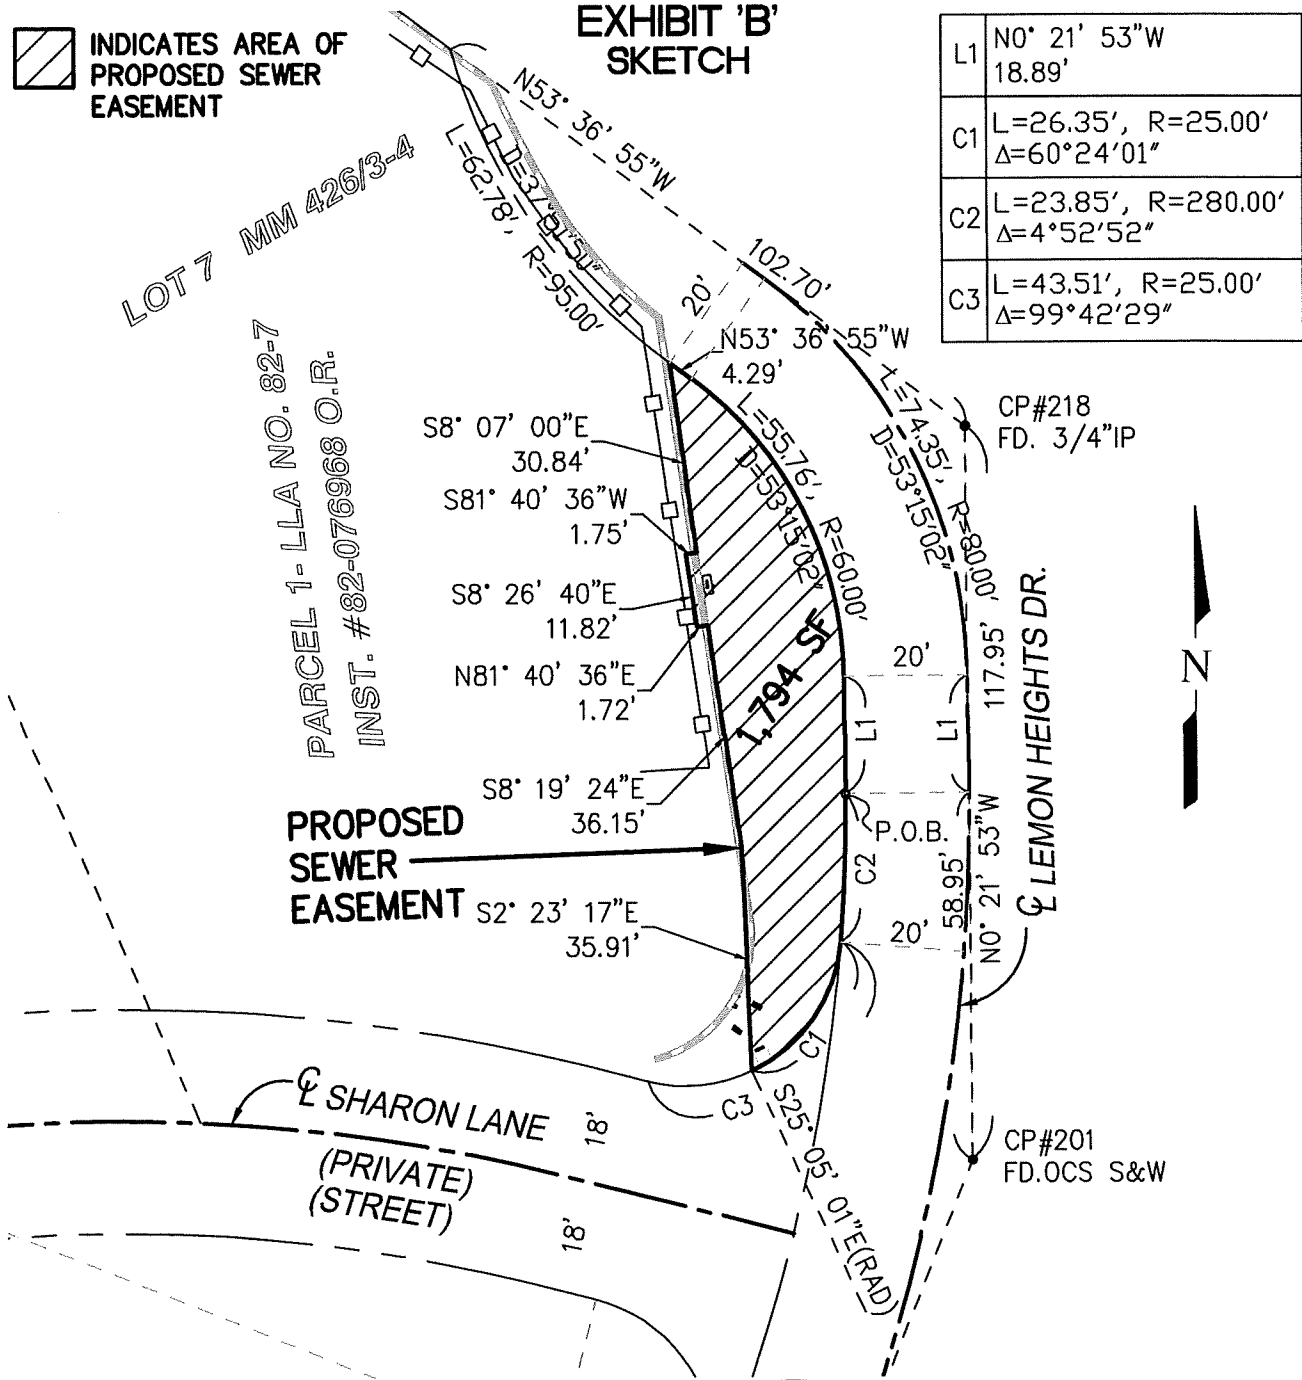 EXHIBIT 'B'
SKETCH
INDICATES AREA OF
PROPOSED SEWER
EASEMENT
L1 N0° 21' 53"W
18.89'
C1 L=26.35', R=25.00'
Δ=60°24'01"
C2 L=23.85', R=280.00'
Δ=4°52'52"
C3 L=43.51', R=25.00'
Δ=99°42'29"
N53° 36' 55"W
102.70'
LOT 7 MM 426/3-4
D=37°51'50"
L=62.78', R=95.00'
20'
N53° 36' 55"W
4.29'
CP#218
FD. 3/4"IP
L=74.35', R=80.00'
D=53°15'02"
L=55.76', R=60.00'
D=53°15'02"
PARCEL 1- LLA NO. 82-7
INST. #82-076968 O.R.
S8° 07' 00"E
30.84'
S81° 40' 36"W
1.75'
S8° 26' 40"E
11.82'
N81° 40' 36"E
1.72'
S8° 19' 24"E
36.15'
1,794 SF
20'
117.95'
L1
L1
N
P.O.B.
PROPOSED
SEWER
EASEMENT
S2° 23' 17"E
35.91'
C2
20'
58.95'
N0° 21' 53"W
℄ LEMON HEIGHTS DR.
C1
C3
℄ SHARON LANE
(PRIVATE)
(STREET)
18'
18'
S25° 05' 01"E(RAD)
CP#201
FD.OCS S&W